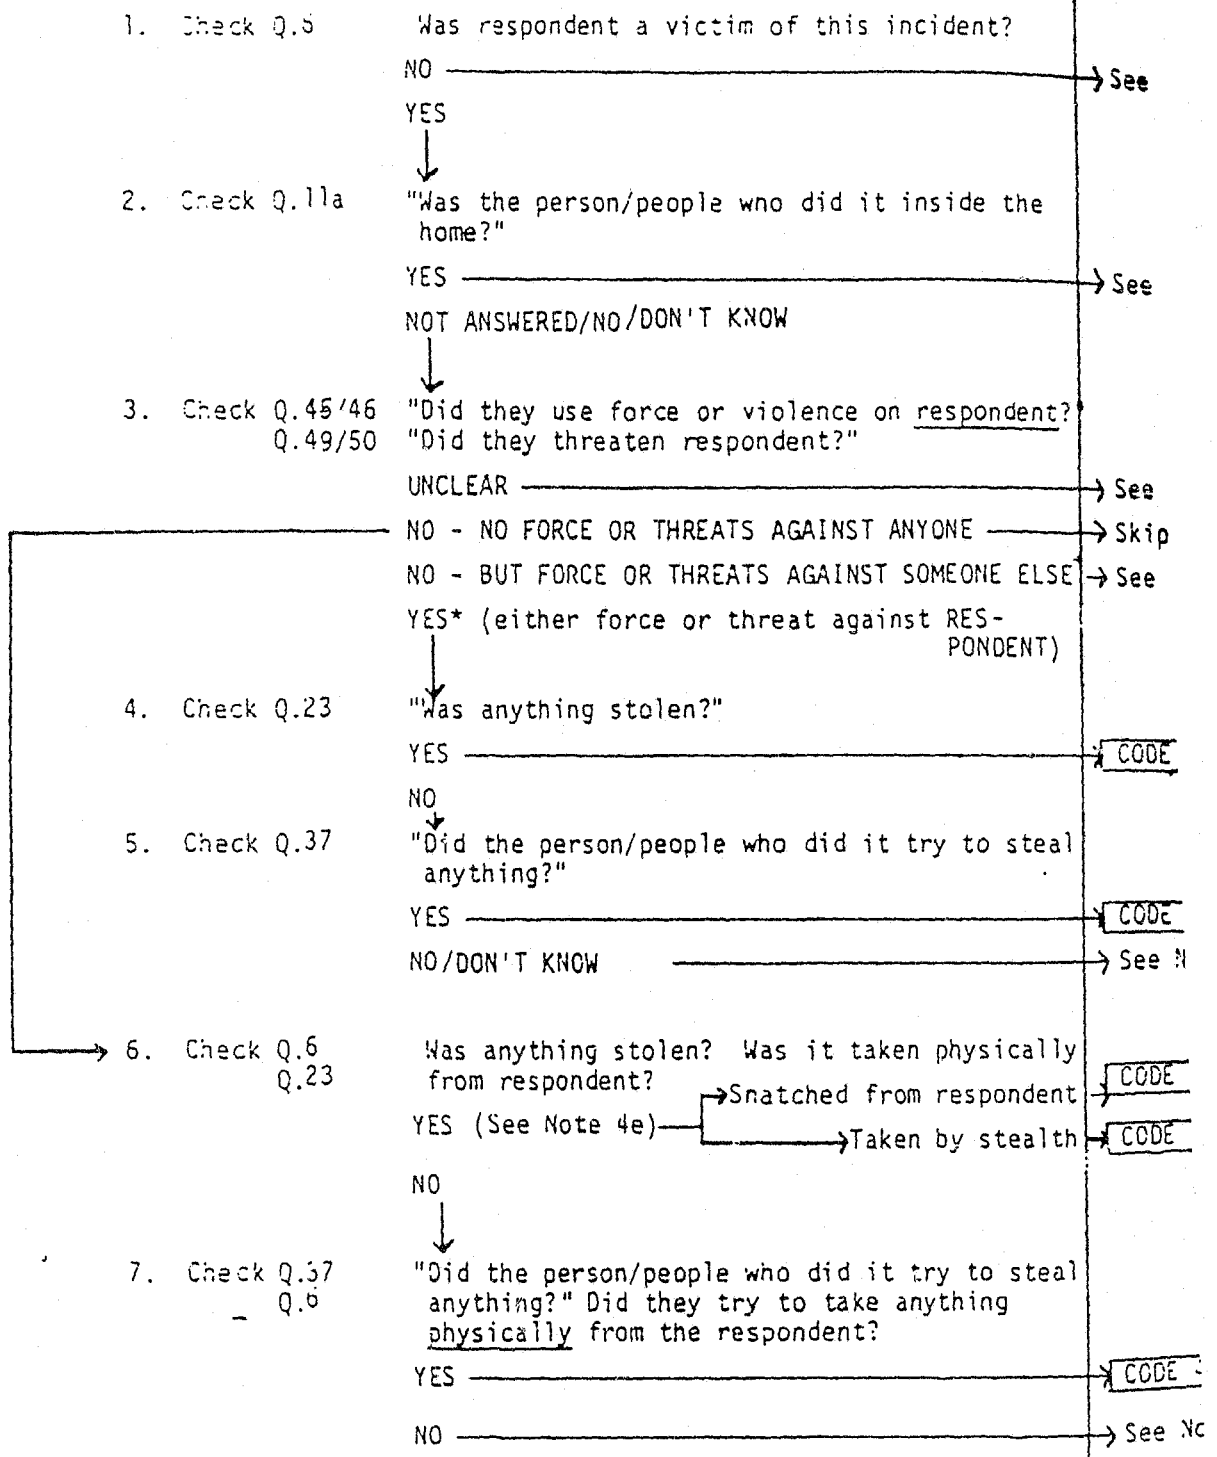 1. Check Q.6 Was respondent a victim of this incident?
NO See
YES
2. Check Q.11a "Was the person/people who did it inside the
home?"
YES See
NOT ANSWERED/NO/DON'T KNOW
3. Check Q.45/46 "Did they use force or violence on respondent?
Q.49/50 "Did they threaten respondent?"
UNCLEAR See
NO - NO FORCE OR THREATS AGAINST ANYONE Skip
NO - BUT FORCE OR THREATS AGAINST SOMEONE ELSE See
YES* (either force or threat against RES-
PONDENT)
4. Check Q.23 "Was anything stolen?"
YES CODE
NO
5. Check Q.37 "Did the person/people who did it try to steal
anything?"
YES CODE
NO/DON'T KNOW See N
6. Check Q.6 Was anything stolen? Was it taken physically
Q.23 from respondent?
Snatched from respondent CODE
YES (See Note 4e)
Taken by stealth CODE
NO
7. Check Q.37 "Did the person/people who did it try to steal
Q.6 anything?" Did they try to take anything
physically from the respondent?
YES CODE
NO See No